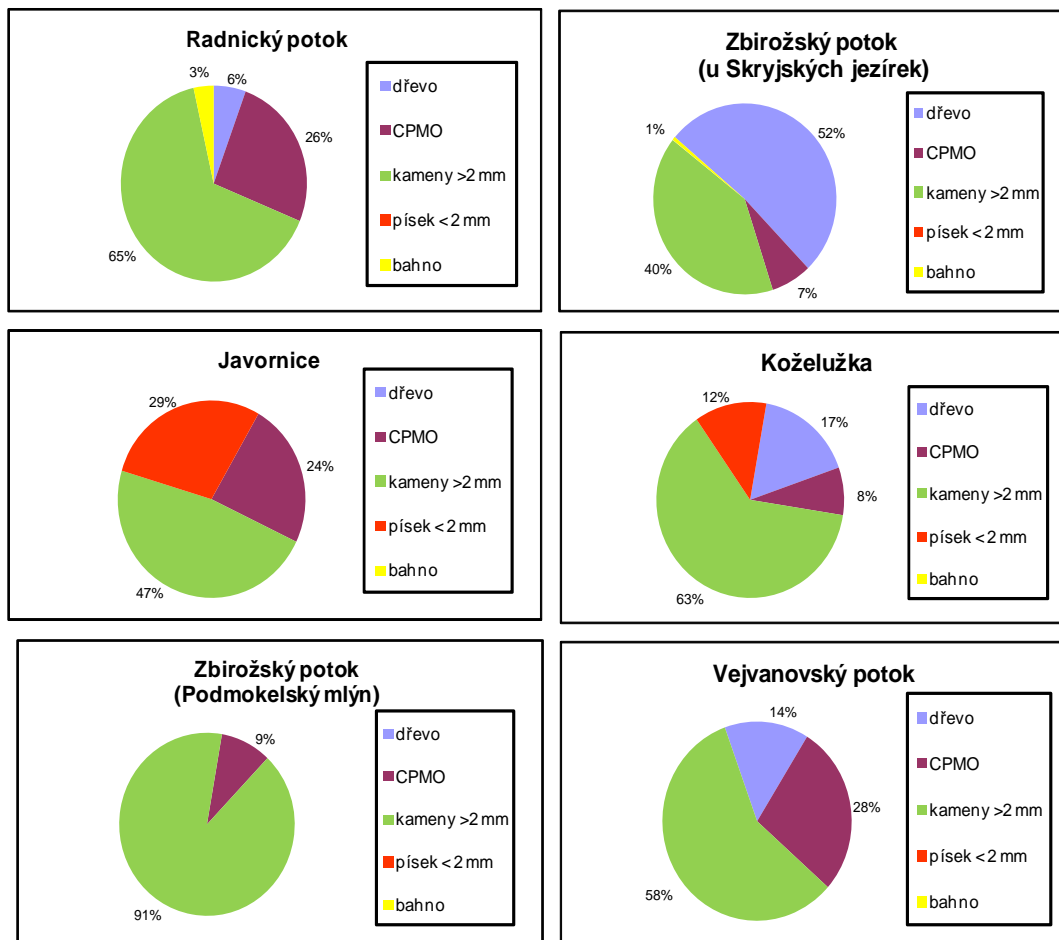 Radnický potok
3%
6%
26%
65%
dřevo
CPMO
kameny >2 mm
písek < 2 mm
bahno
Zbirožský potok
(u Skryjských jezírek)
1%
52%
40%
7%
dřevo
CPMO
kameny >2 mm
písek < 2 mm
bahno
Javornice
29%
24%
47%
dřevo
CPMO
kameny >2 mm
písek < 2 mm
bahno
Koželužka
12%
17%
8%
63%
dřevo
CPMO
kameny >2 mm
písek < 2 mm
bahno
Zbirožský potok
(Podmokelský mlýn)
9%
91%
dřevo
CPMO
kameny >2 mm
písek < 2 mm
bahno
Vejvanovský potok
14%
28%
58%
dřevo
CPMO
kameny >2 mm
písek < 2 mm
bahno